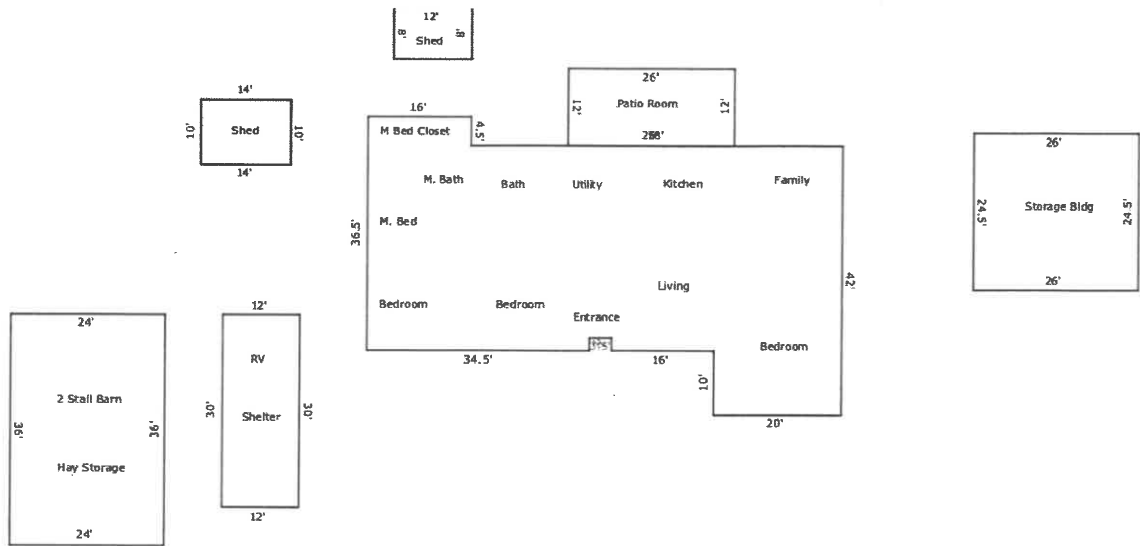 12'
8'
8'
Shed
14'
10'
Shed
10'
14'
26'
12'
Patio Room
12'
16'
M Bed Closet
4.5'
M. Bath
Bath
Utility
Kitchen
Family
M. Bed
36.5'
42'
Living
Bedroom
Bedroom
Entrance
Bedroom
34.5'
16'
10'
20'
26'
24.5'
Storage Bldg
24.5'
26'
24'
2 Stall Barn
36'
36'
Hay Storage
24'
12'
RV
30'
Shelter
30'
12'